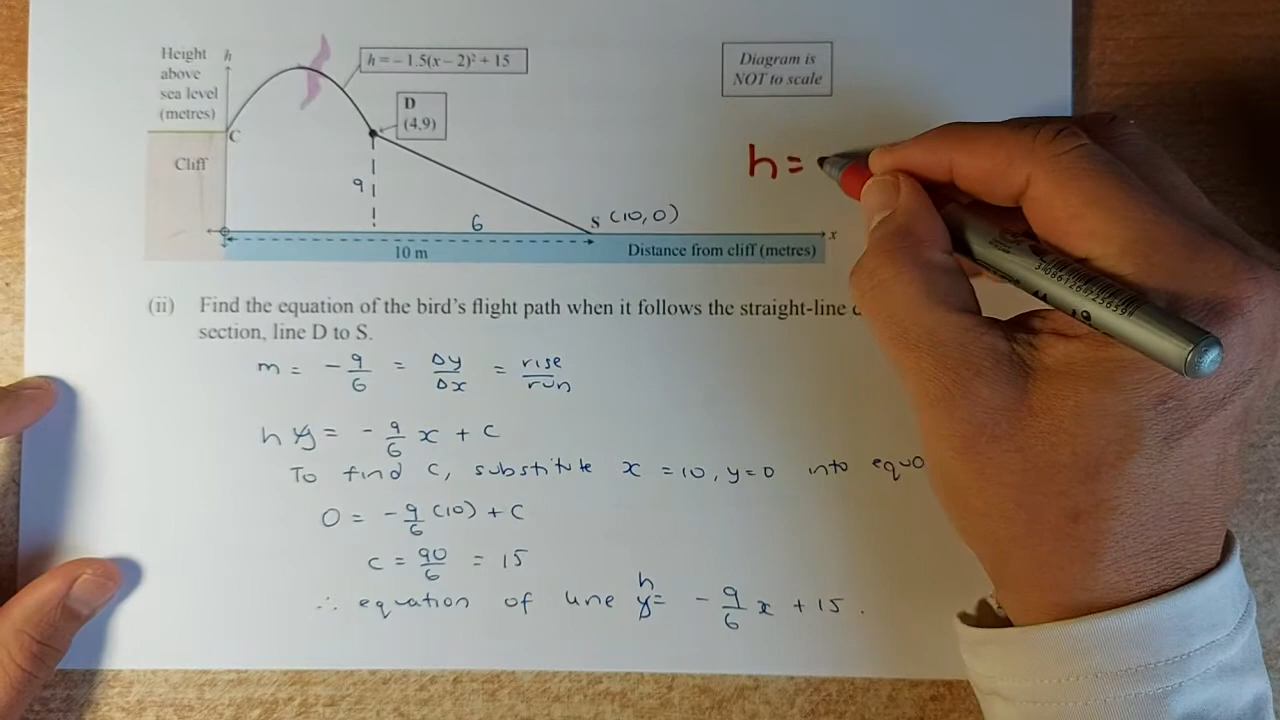 Height h
above
sea level
(metres)
h = – 1.5(x – 2)² + 15
Diagram is
NOT to scale
D
(4,9)
C
Cliff
h =
9
6
S (10,0)
x
10 m
Distance from cliff (metres)
(ii) Find the equation of the bird's flight path when it follows the straight-line
section, line D to S.
m = - 9/6 = Δy/Δx = rise/run
h y = - 9/6 x + c
To find c, substitute x = 10, y = 0 into equa
0 = - 9/6 (10) + c
c = 90/6 = 15
∴ equation of line h y = - 9/6 x + 15.